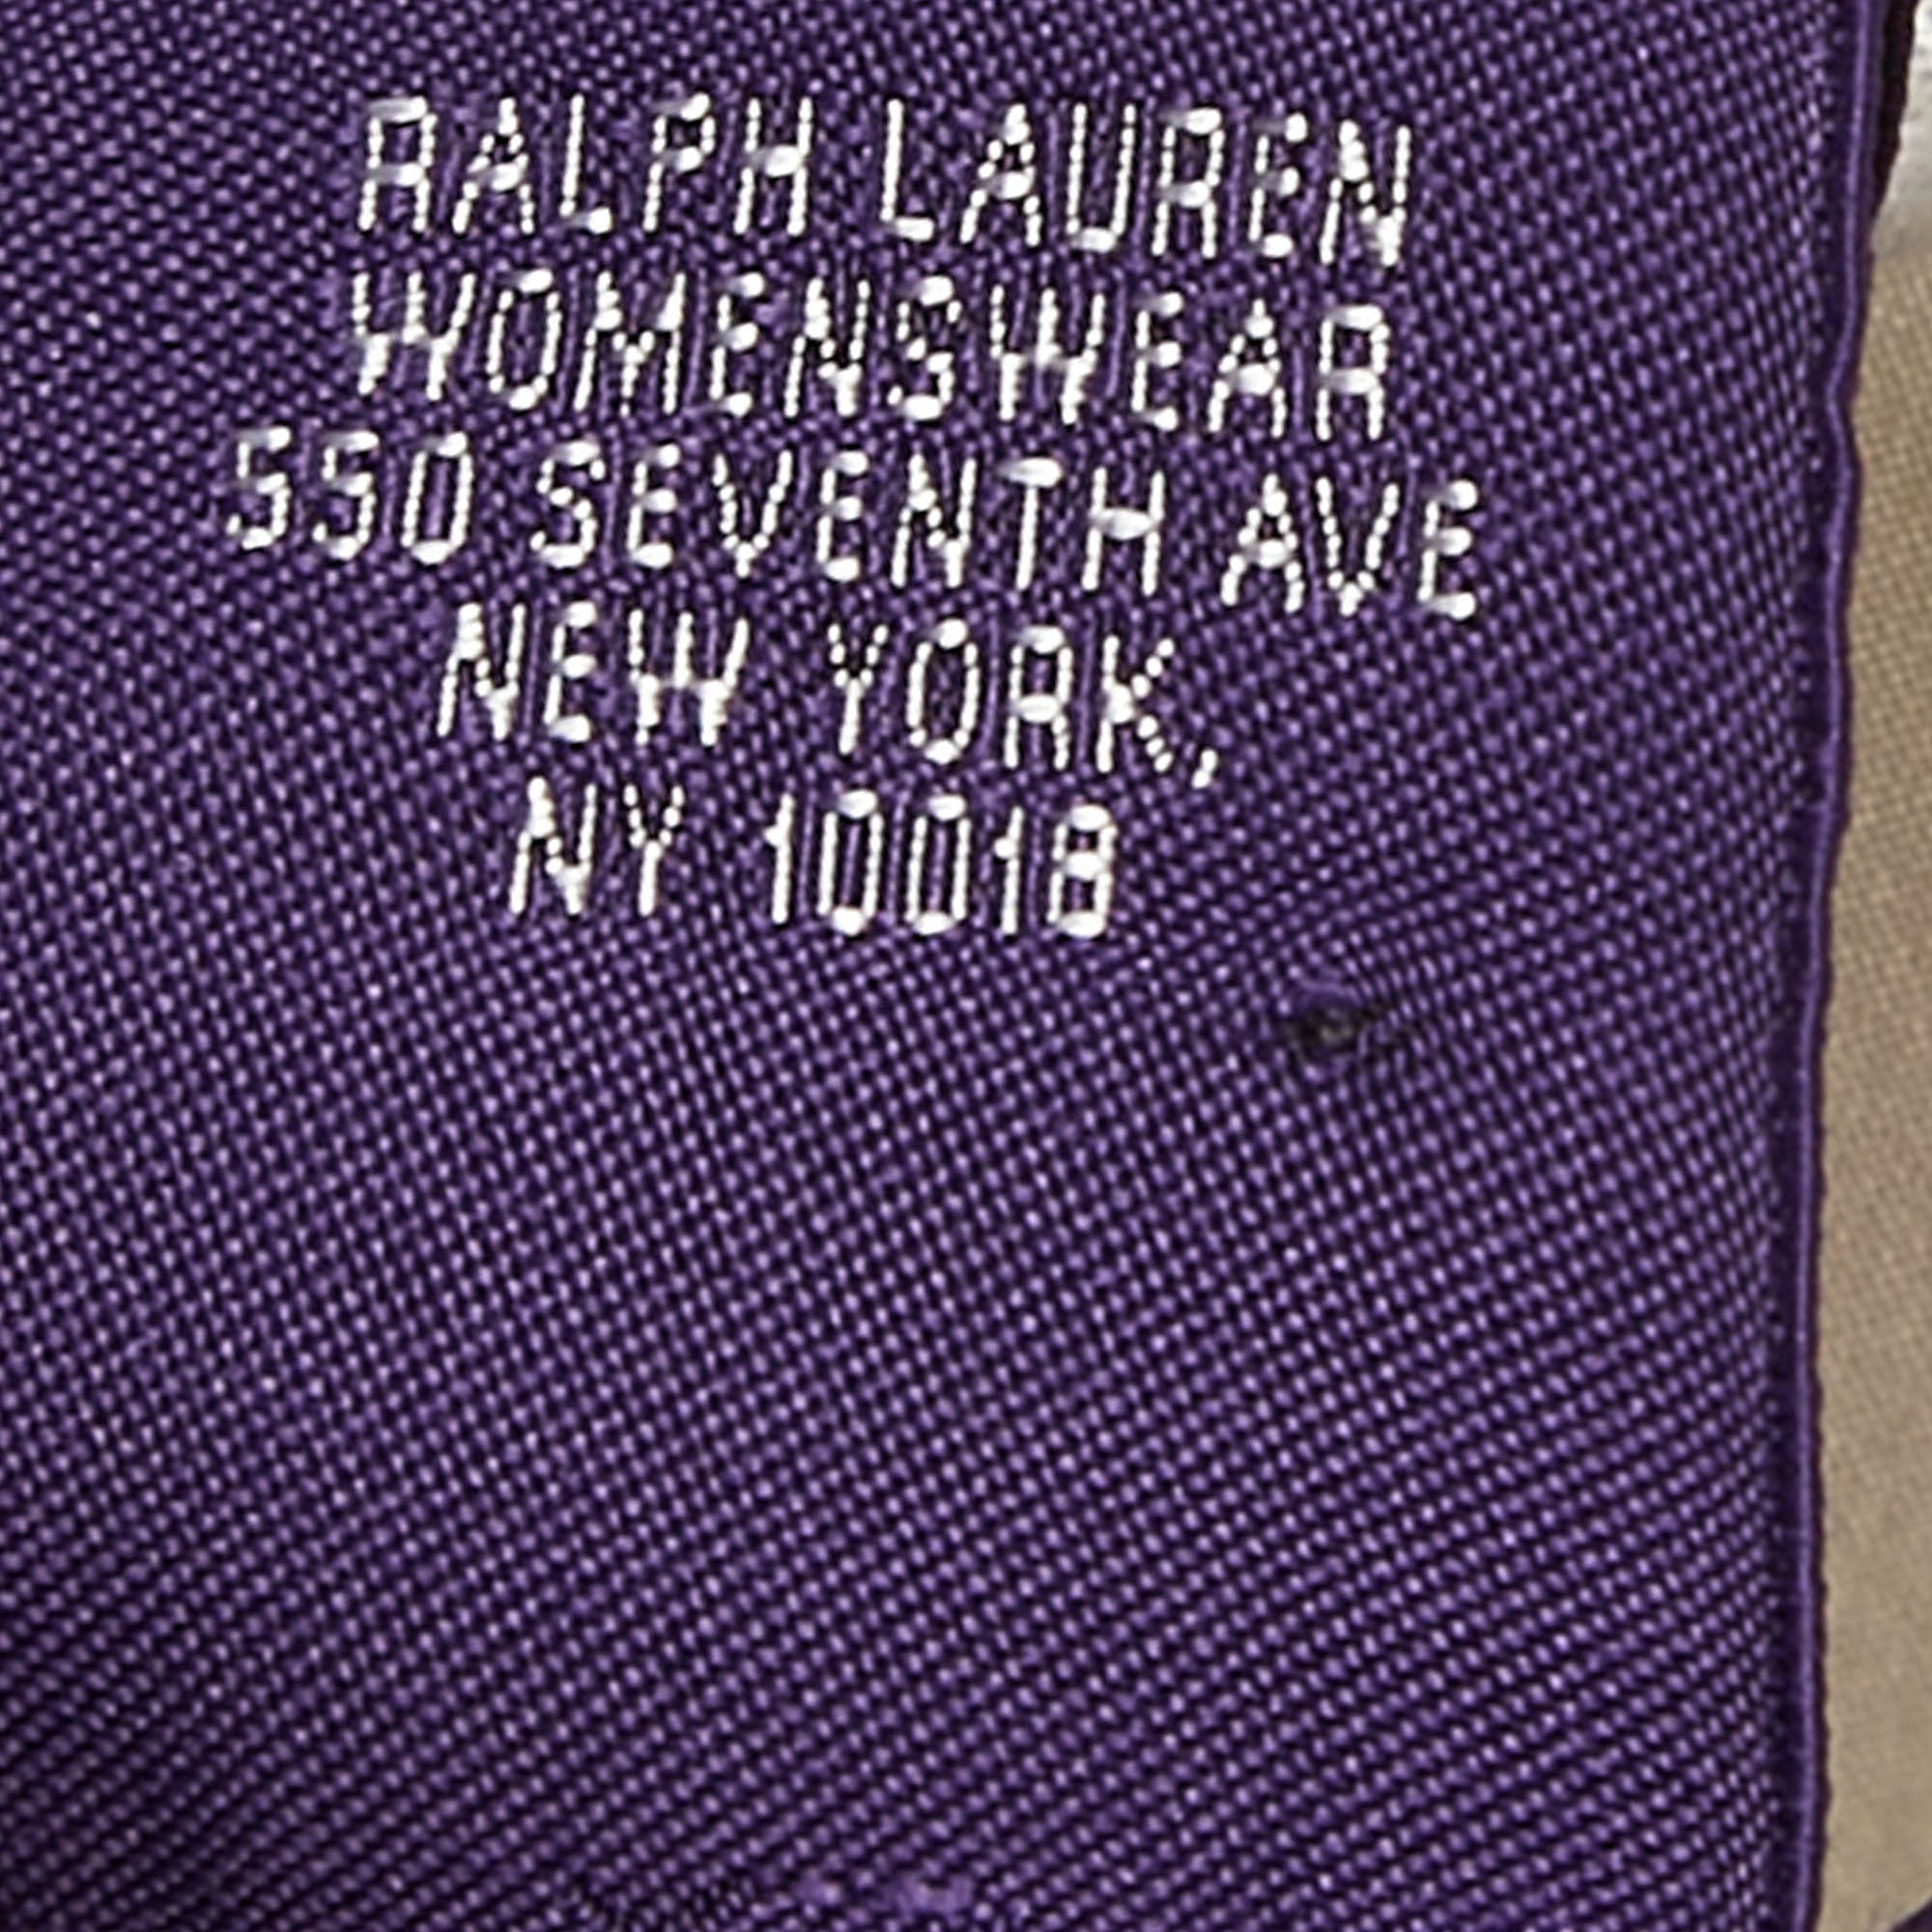 RALPH LAUREN
WOMENSWEAR
550 SEVENTH AVE
NEW YORK,
NY 10018